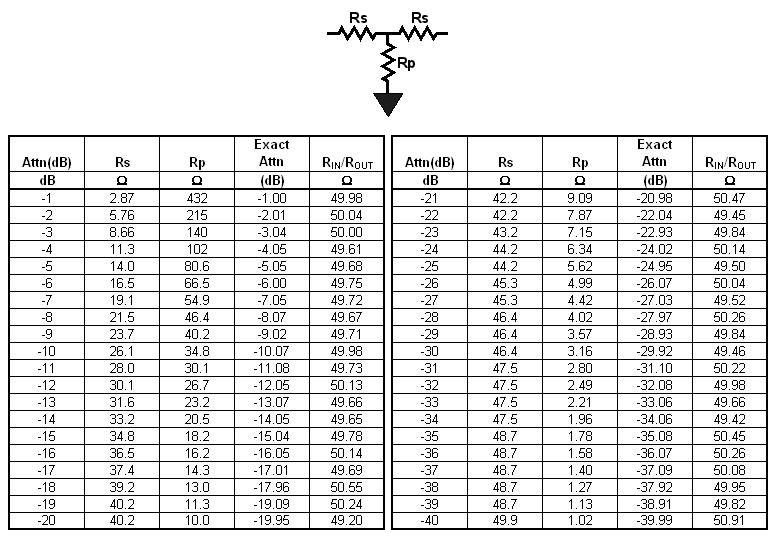 Rs Rs
Rp
Exact Exact
Attn(dB) Rs Rp Attn RIN/ROUT Attn(dB) Rs Rp Attn RIN/ROUT
dB Ω Ω (dB) Ω dB Ω Ω (dB) Ω
-1 2.87 432 -1.00 49.98 -21 42.2 9.09 -20.98 50.47
-2 5.76 215 -2.01 50.04 -22 42.2 7.87 -22.04 49.45
-3 8.66 140 -3.04 50.00 -23 43.2 7.15 -22.93 49.84
-4 11.3 102 -4.05 49.61 -24 44.2 6.34 -24.02 50.14
-5 14.0 80.6 -5.05 49.68 -25 44.2 5.62 -24.95 49.50
-6 16.5 66.5 -6.00 49.75 -26 45.3 4.99 -26.07 50.04
-7 19.1 54.9 -7.05 49.72 -27 45.3 4.42 -27.03 49.52
-8 21.5 46.4 -8.07 49.67 -28 46.4 4.02 -27.97 50.26
-9 23.7 40.2 -9.02 49.71 -29 46.4 3.57 -28.93 49.84
-10 26.1 34.8 -10.07 49.98 -30 46.4 3.16 -29.92 49.46
-11 28.0 30.1 -11.08 49.73 -31 47.5 2.80 -31.10 50.22
-12 30.1 26.7 -12.05 50.13 -32 47.5 2.49 -32.08 49.98
-13 31.6 23.2 -13.07 49.66 -33 47.5 2.21 -33.06 49.66
-14 33.2 20.5 -14.05 49.65 -34 47.5 1.96 -34.06 49.42
-15 34.8 18.2 -15.04 49.78 -35 48.7 1.78 -35.08 50.45
-16 36.5 16.2 -16.05 50.14 -36 48.7 1.58 -36.07 50.26
-17 37.4 14.3 -17.01 49.69 -37 48.7 1.40 -37.09 50.08
-18 39.2 13.0 -17.96 50.55 -38 48.7 1.27 -37.92 49.95
-19 40.2 11.3 -19.09 50.24 -39 48.7 1.13 -38.91 49.82
-20 40.2 10.0 -19.95 49.20 -40 49.9 1.02 -39.99 50.91